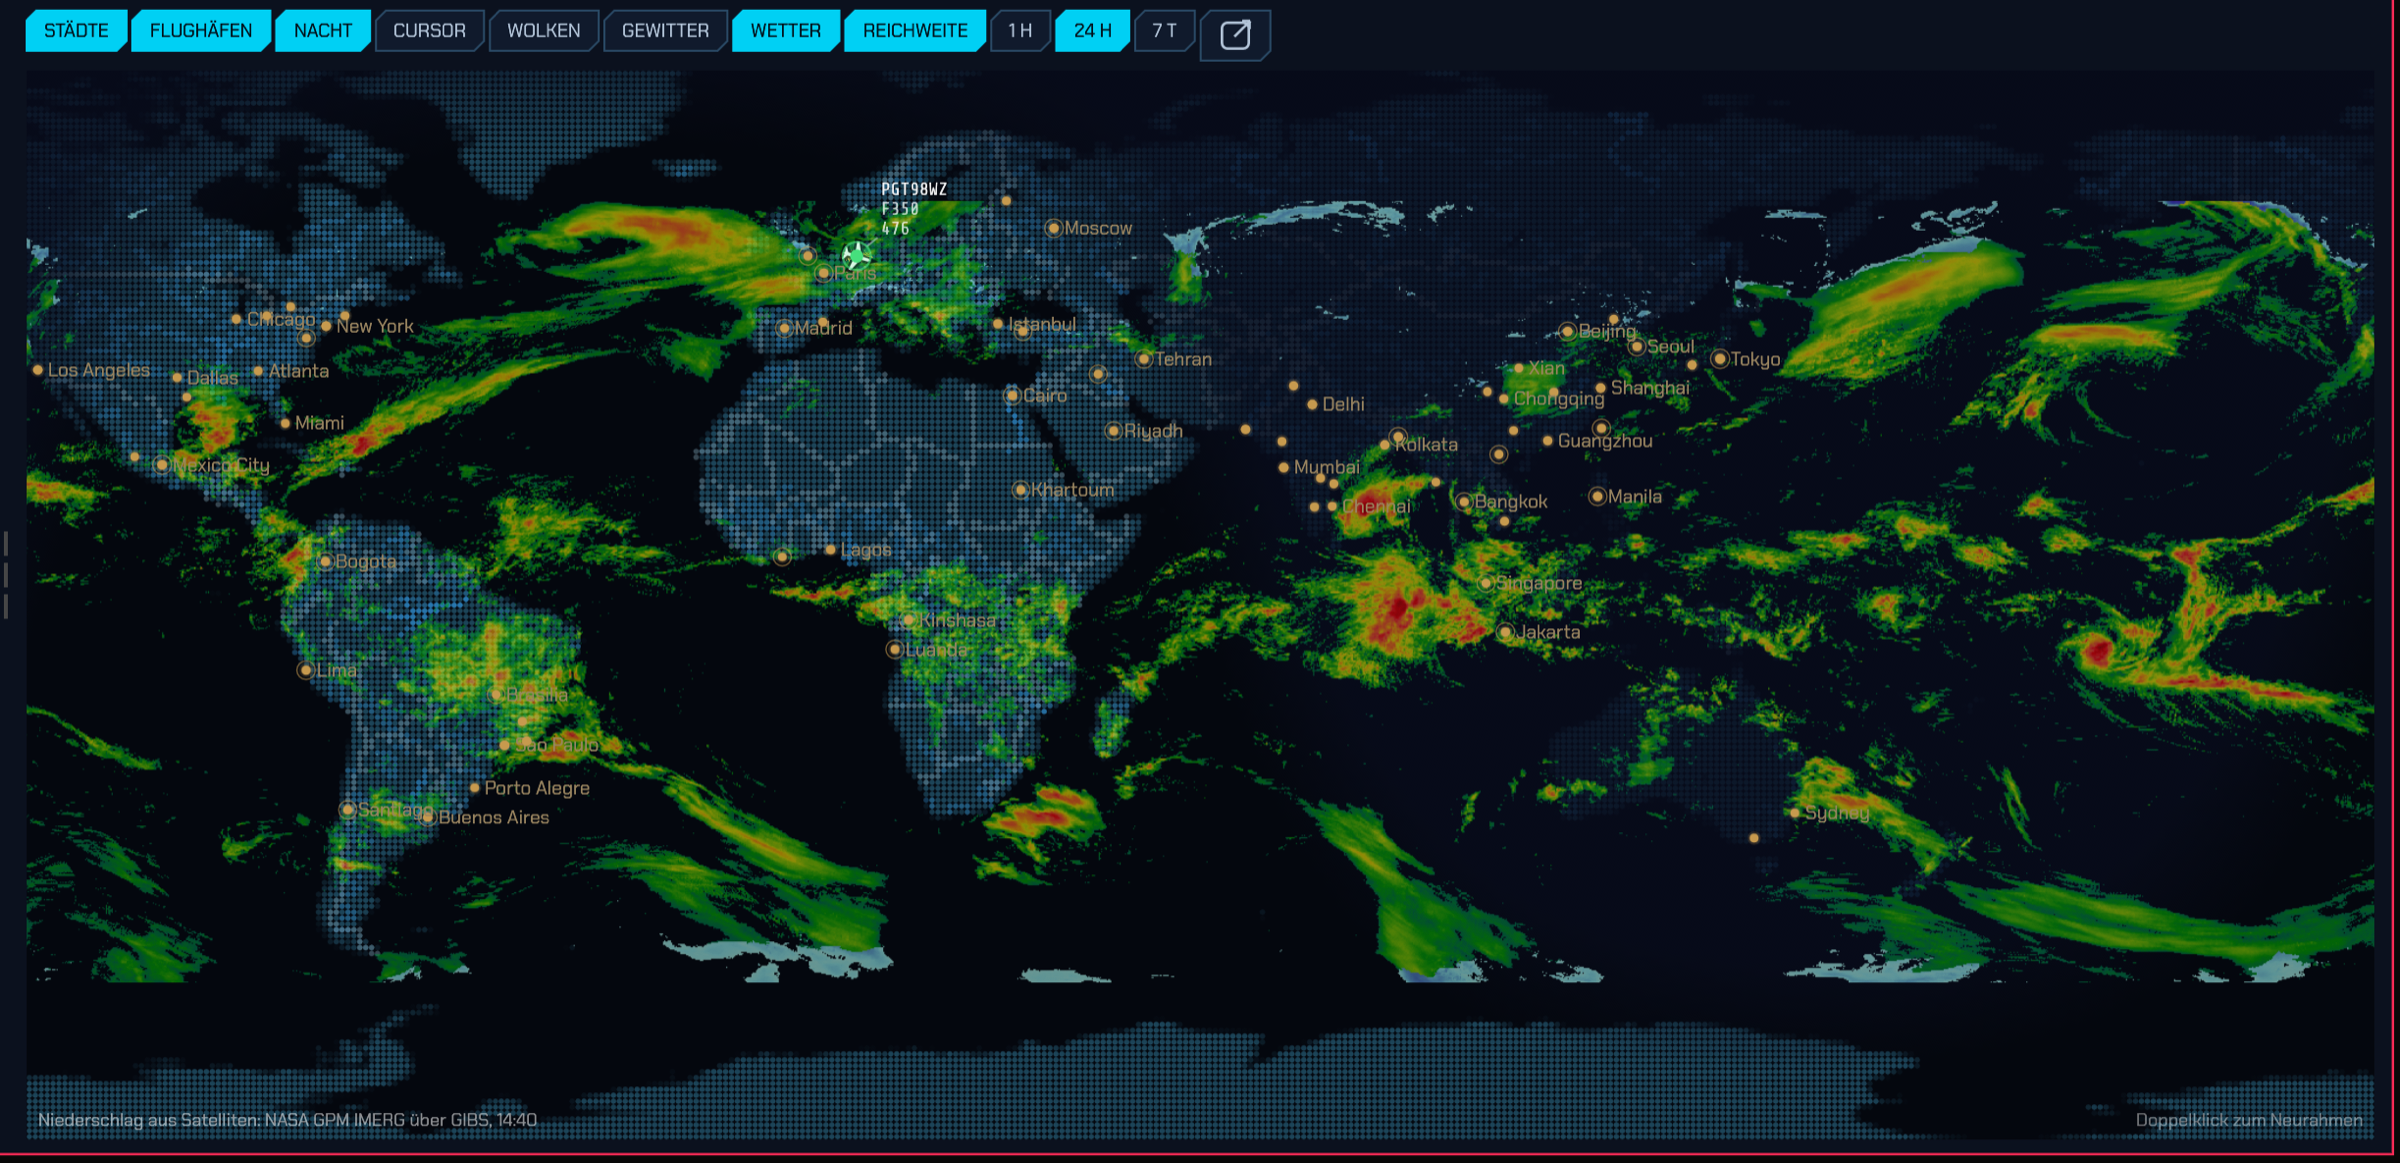 STÄDTE FLUGHÄFEN NACHT CURSOR WOLKEN GEWITTER WETTER REICHWEITE 1 H 24 H 7 T
PGT98WZ
F350
476
Moscow
Paris
Chicago
New York
Madrid
Istanbul
Beijing
Seoul
Tokyo
Tehran
Los Angeles
Dallas
Atlanta
Xian
Shanghai
Cairo
Delhi
Chongqing
Miami
Riyadh
Kolkata
Guangzhou
Mexico City
Mumbai
Khartoum
Bangkok
Manila
Chennai
Lagos
Bogota
Singapore
Kinshasa
Jakarta
Luanda
Lima
Brasilia
Sao Paulo
Porto Alegre
Santiago
Buenos Aires
Sydney
Niederschlag aus Satelliten: NASA GPM IMERG über GIBS, 14:40
Doppelklick zum Neurahmen